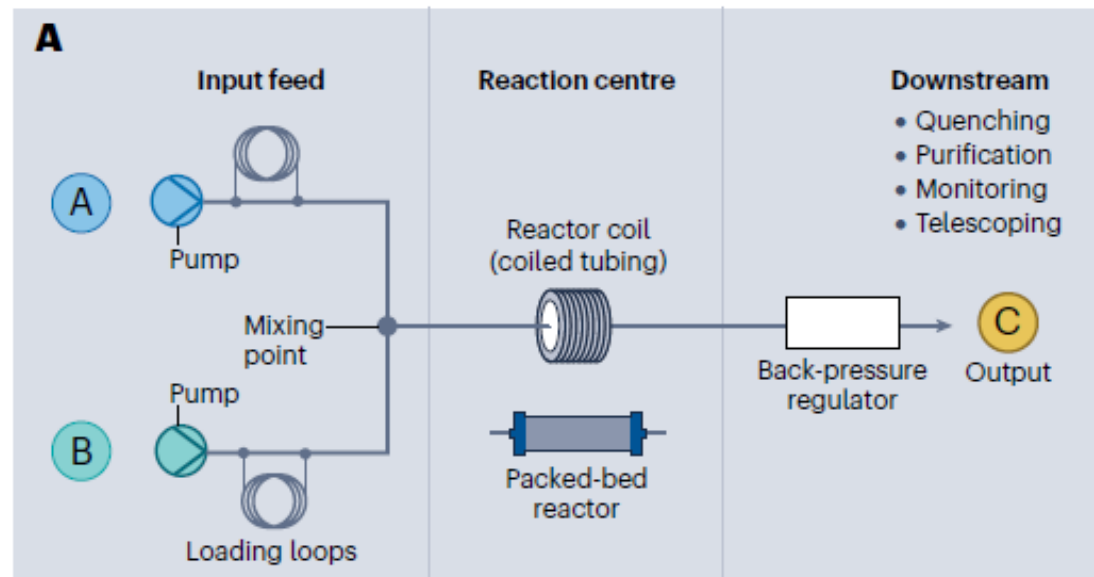 A
Input feed
A
Pump
Mixing
point
Pump
B
Loading loops
Reaction centre
Reactor coil
(coiled tubing)
Packed-bed
reactor
Downstream
• Quenching
• Purification
• Monitoring
• Telescoping
Back-pressure
regulator
C
Output